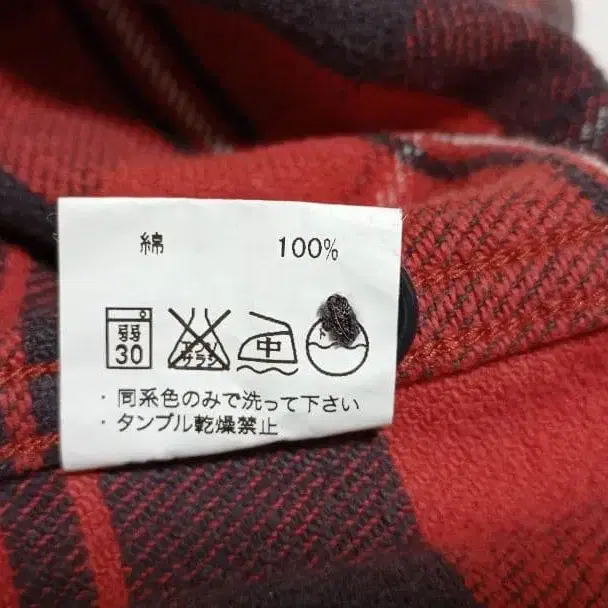 綿 100%
弱 30 エンソサラシ 中
・同系色のみで洗って下さい
・タンブル乾燥禁止